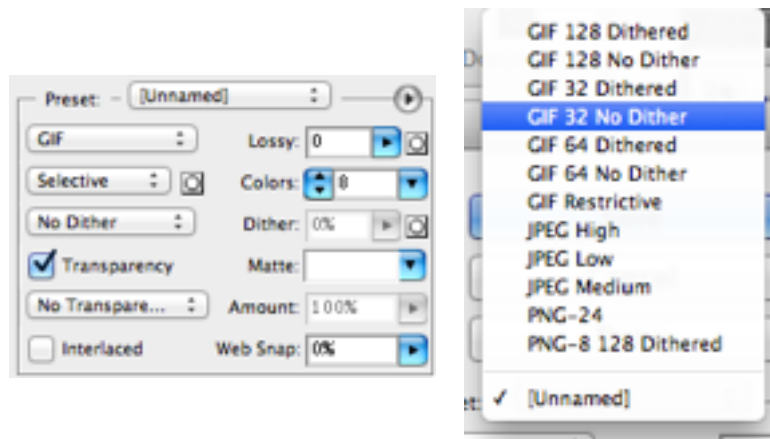 Preset: [Unnamed]
GIF Lossy: 0
Selective Colors: 8
No Dither Dither: 0%
Transparency Matte:
No Transpare... Amount: 100%
Interlaced Web Snap: 0%
GIF 128 Dithered
GIF 128 No Dither
GIF 32 Dithered
GIF 32 No Dither
GIF 64 Dithered
GIF 64 No Dither
GIF Restrictive
JPEG High
JPEG Low
JPEG Medium
PNG-24
PNG-8 128 Dithered
[Unnamed]